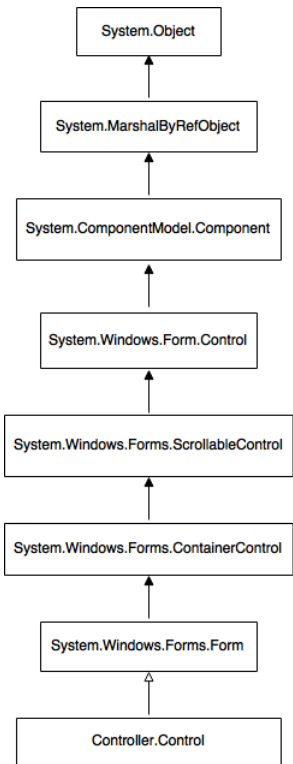 System.Object
System.MarshalByRefObject
System.ComponentModel.Component
System.Windows.Form.Control
System.Windows.Forms.ScrollableControl
System.Windows.Forms.ContainerControl
System.Windows.Forms.Form
Controller.Control